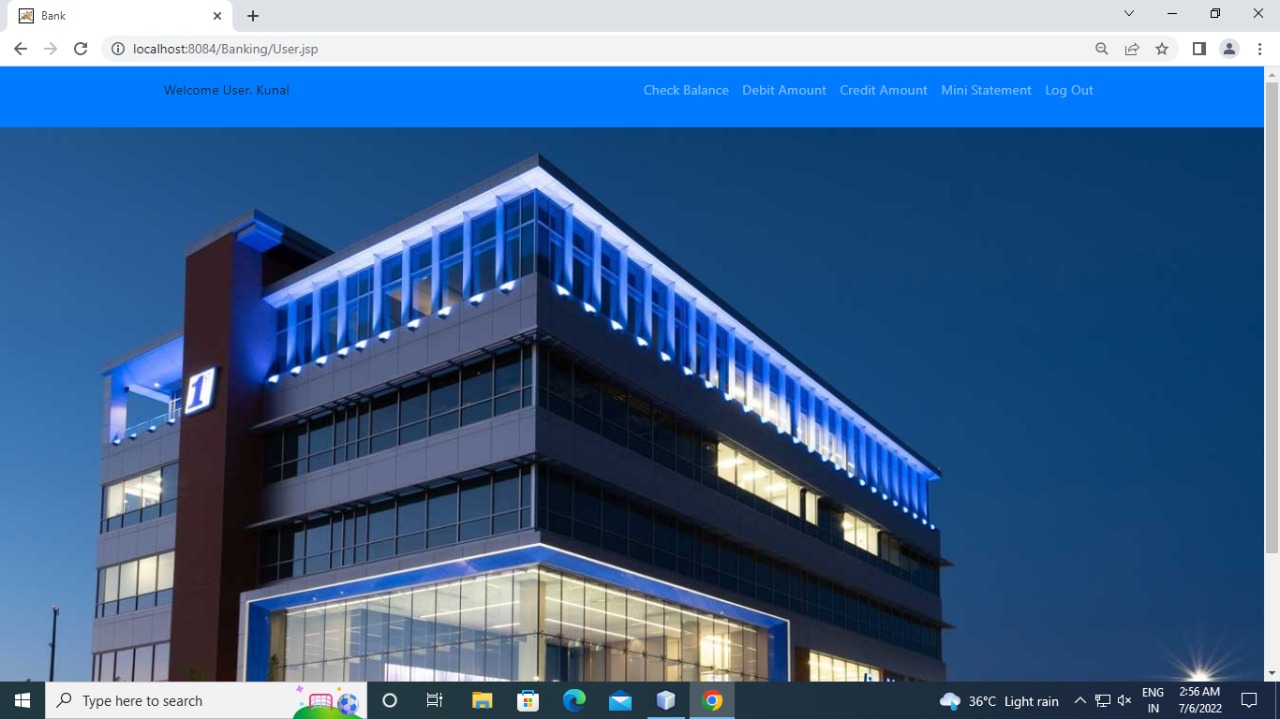 Bank
localhost:8084/Banking/User.jsp
Welcome User. Kunal Check Balance Debit Amount Credit Amount Mini Statement Log Out
1
Type here to search 36°C Light rain ENG IN 2:56 AM 7/6/2022